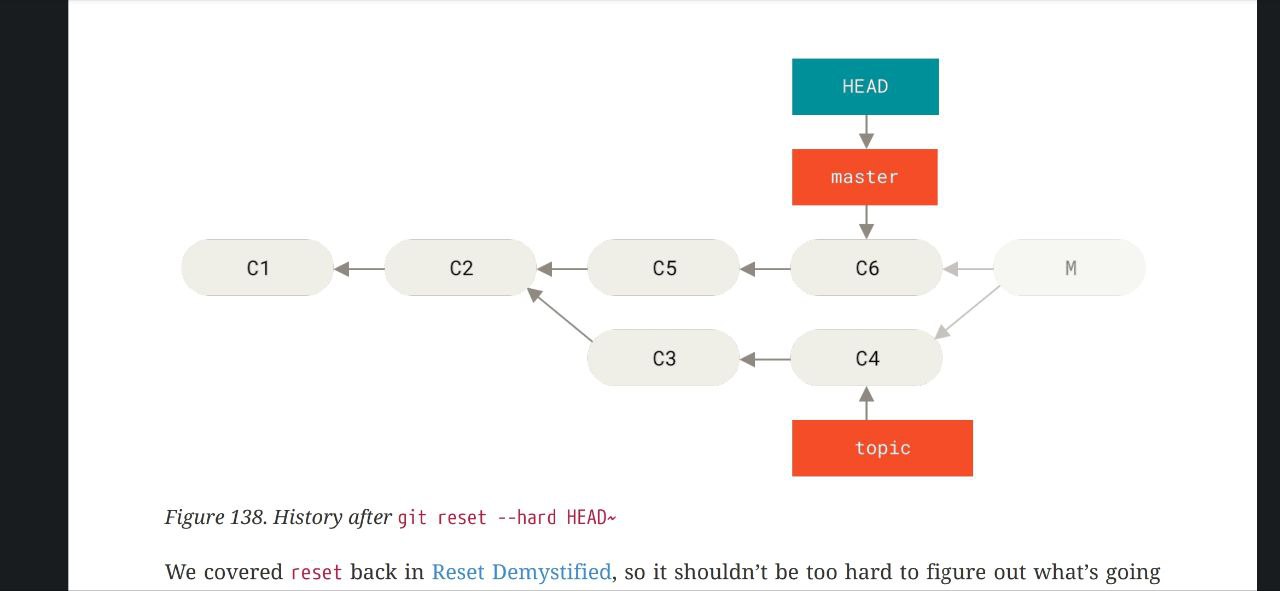 HEAD
master
C1 C2 C5 C6 M
C3 C4
topic
Figure 138. History after git reset --hard HEAD~
We covered reset back in Reset Demystified, so it shouldn’t be too hard to figure out what’s going